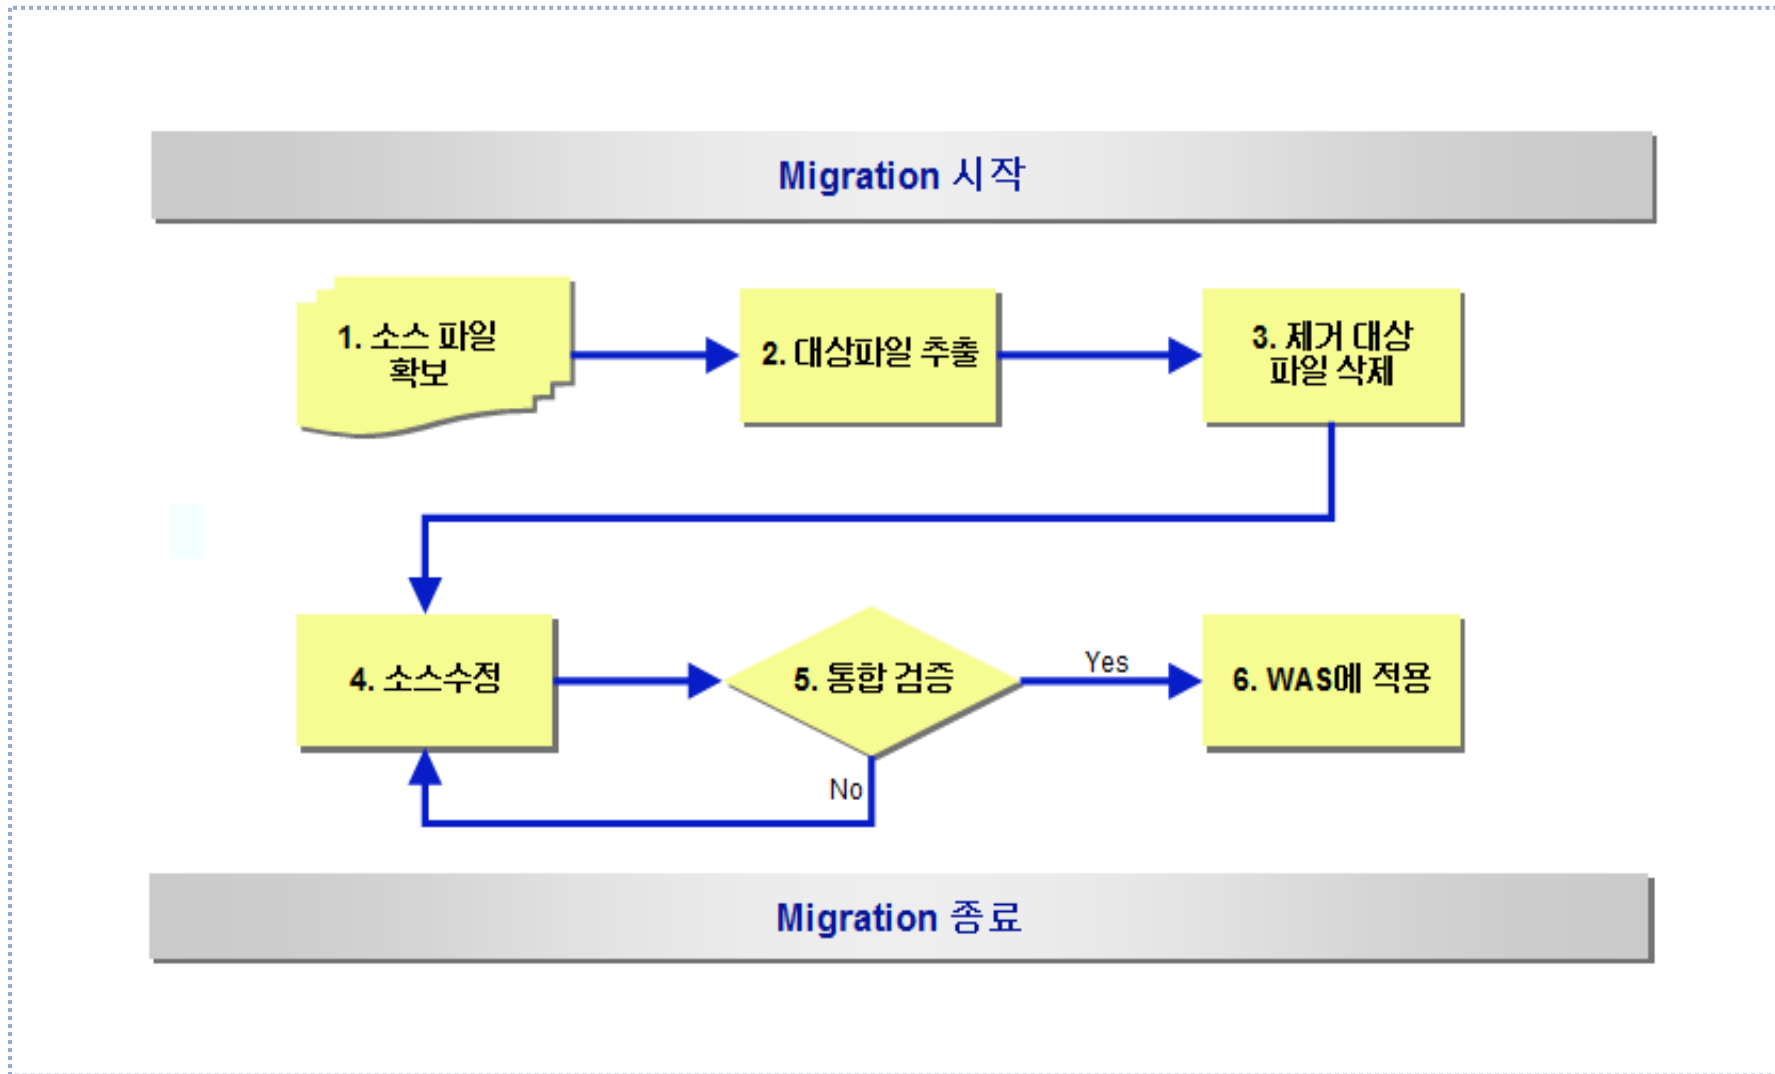 Migration 시작
1. 소스 파일
확보
2. 대상파일 추출
3. 제거 대상
파일 삭제
4. 소스수정
5. 통합 검증
Yes
6. WAS에 적용
No
Migration 종료